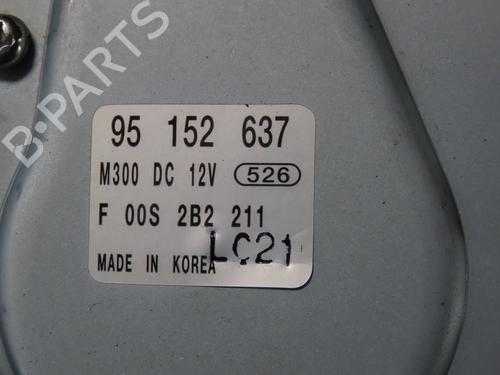 B-PARTS
95 152 637
M300 DC 12V 526
F 00S 2B2 211
LC21
MADE IN KOREA